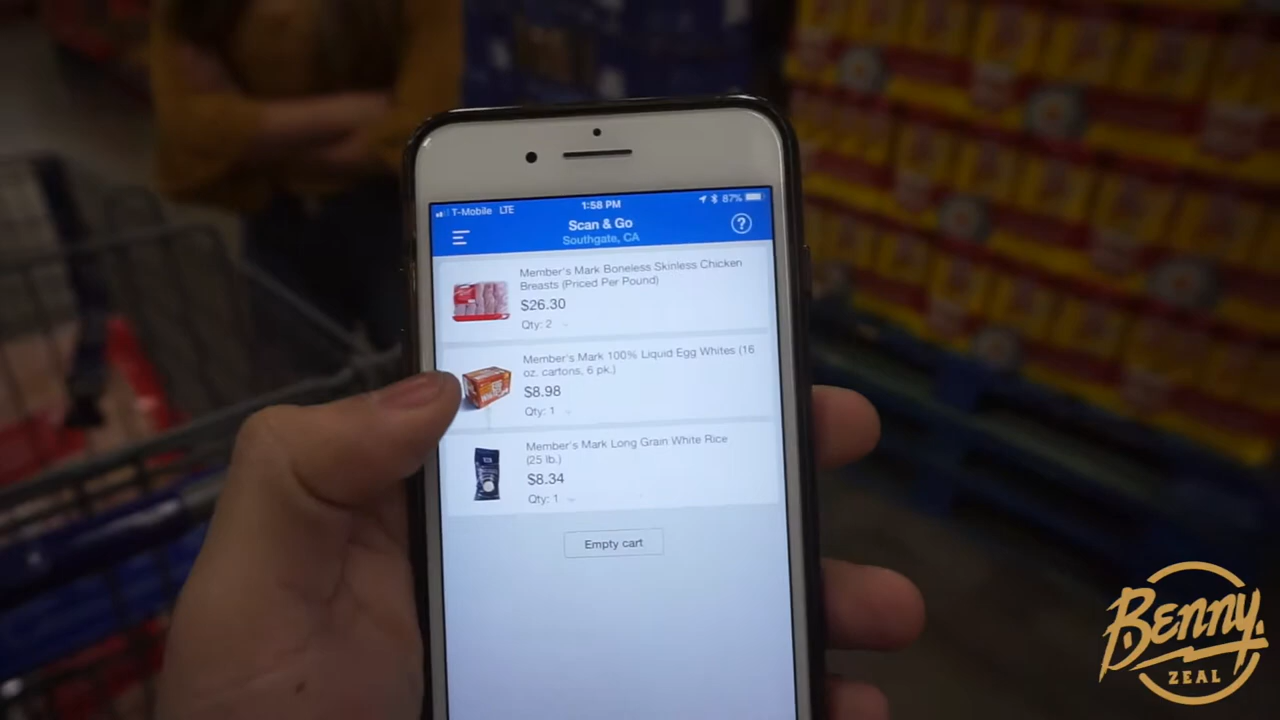 T-Mobile LTE 1:58 PM 87%
Scan & Go
Southgate, CA
?
Member's Mark Boneless Skinless Chicken
Breasts (Priced Per Pound)
$26.30
Qty: 2
Member's Mark 100% Liquid Egg Whites (16
oz. cartons, 6 pk.)
$8.98
Qty: 1
Member's Mark Long Grain White Rice
(25 lb.)
$8.34
Qty: 1
Empty cart
Benny
ZEAL